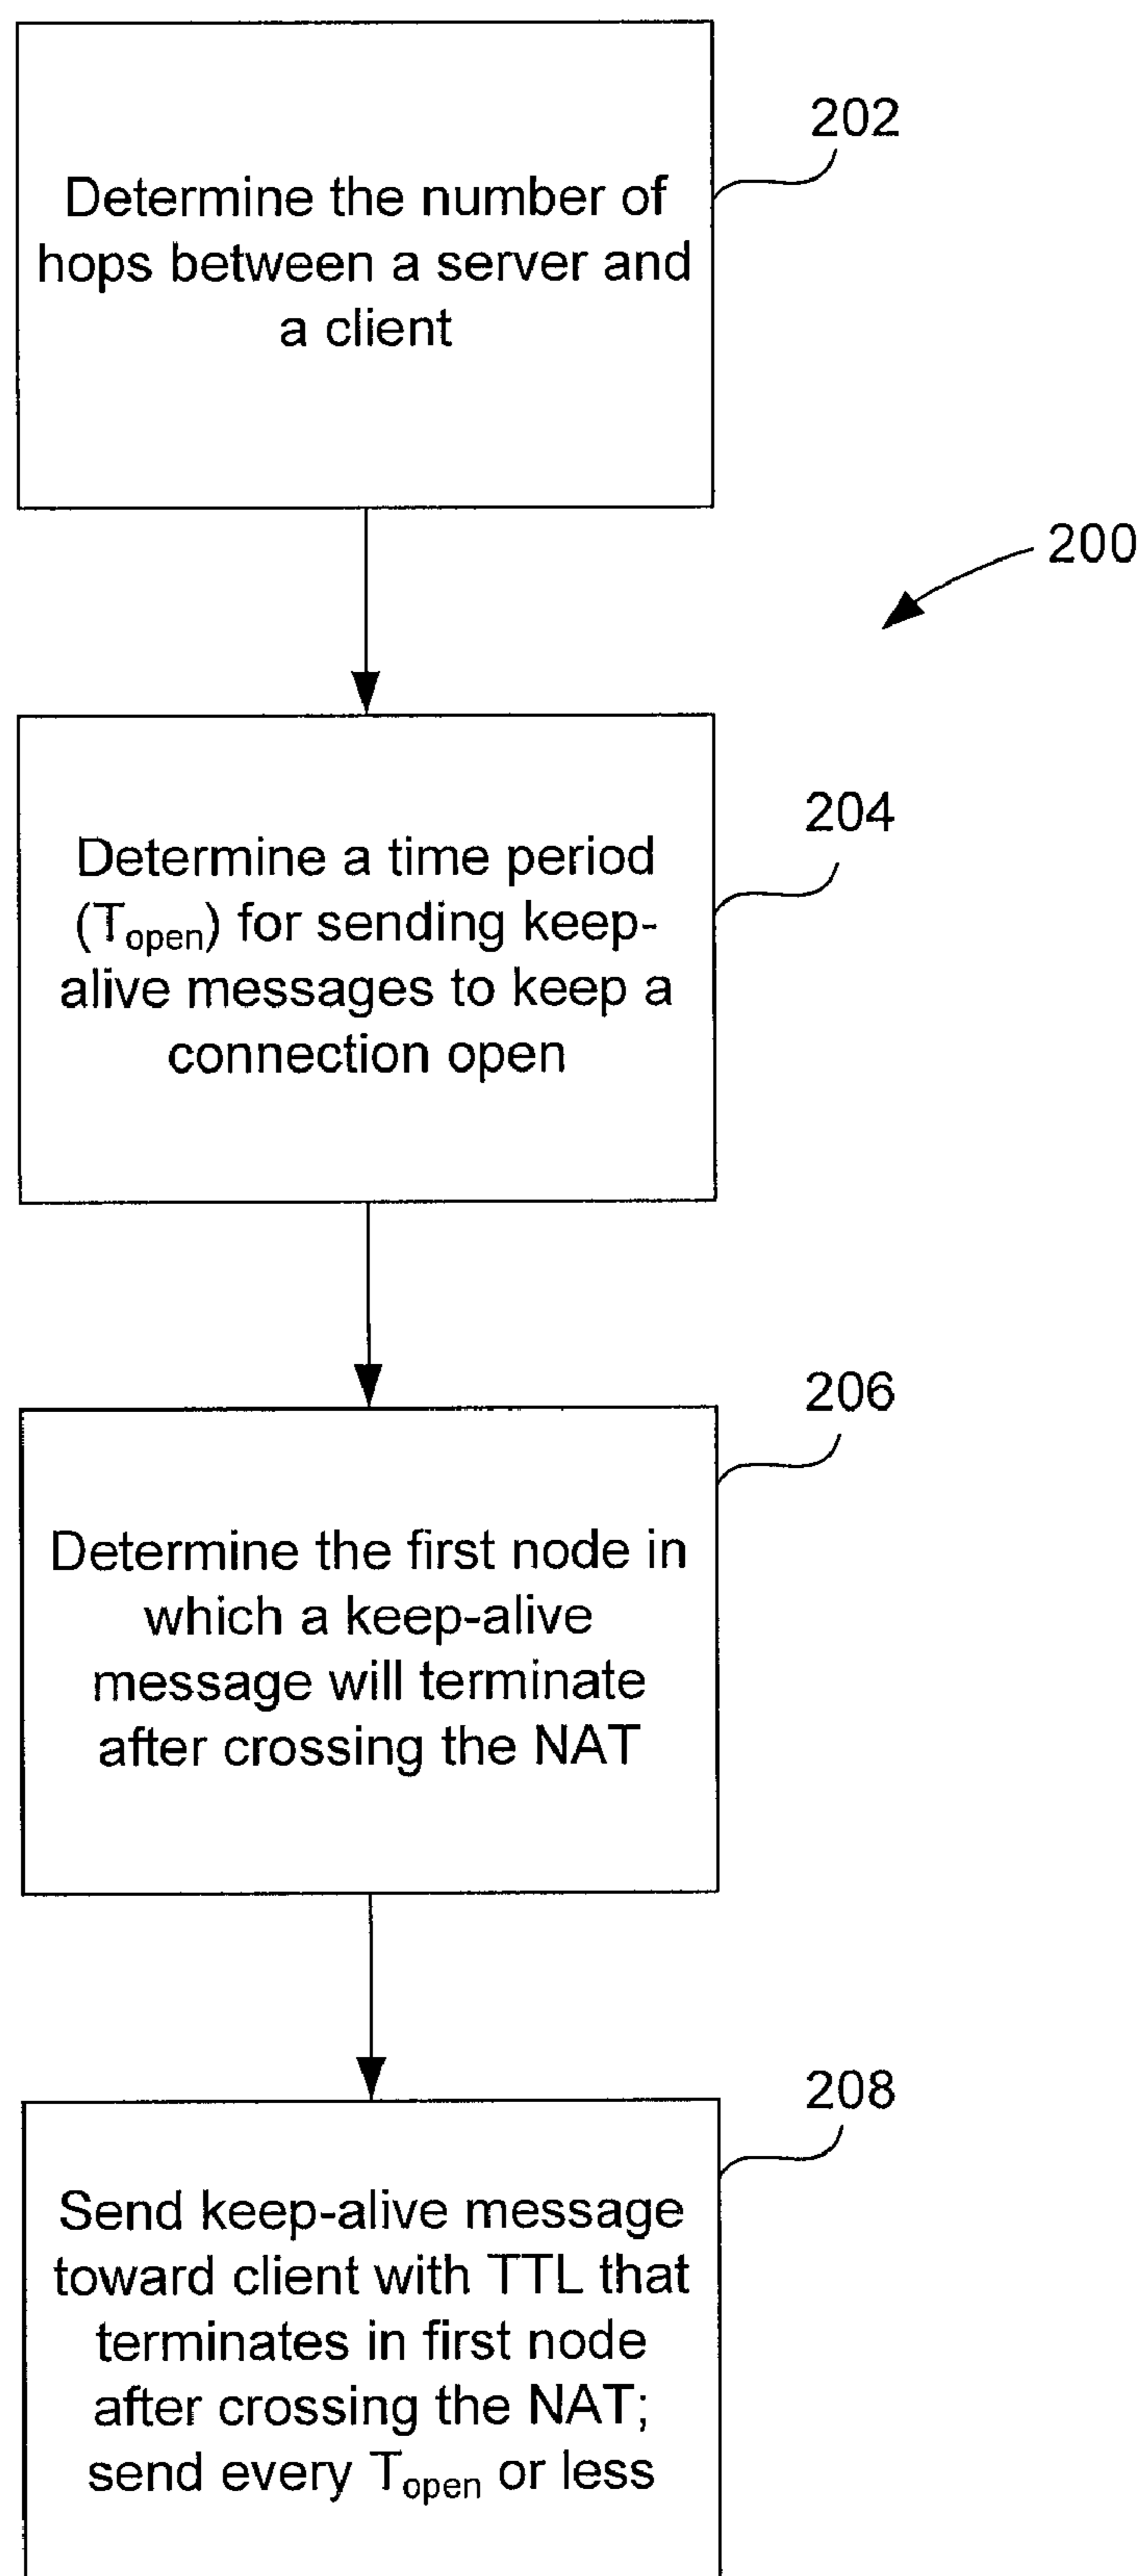 202
Determine the number of
hops between a server and
a client
200
204
Determine a time period
(Topen) for sending keep-
alive messages to keep a
connection open
206
Determine the first node in
which a keep-alive
message will terminate
after crossing the NAT
208
Send keep-alive message
toward client with TTL that
terminates in first node
after crossing the NAT;
send every Topen or less